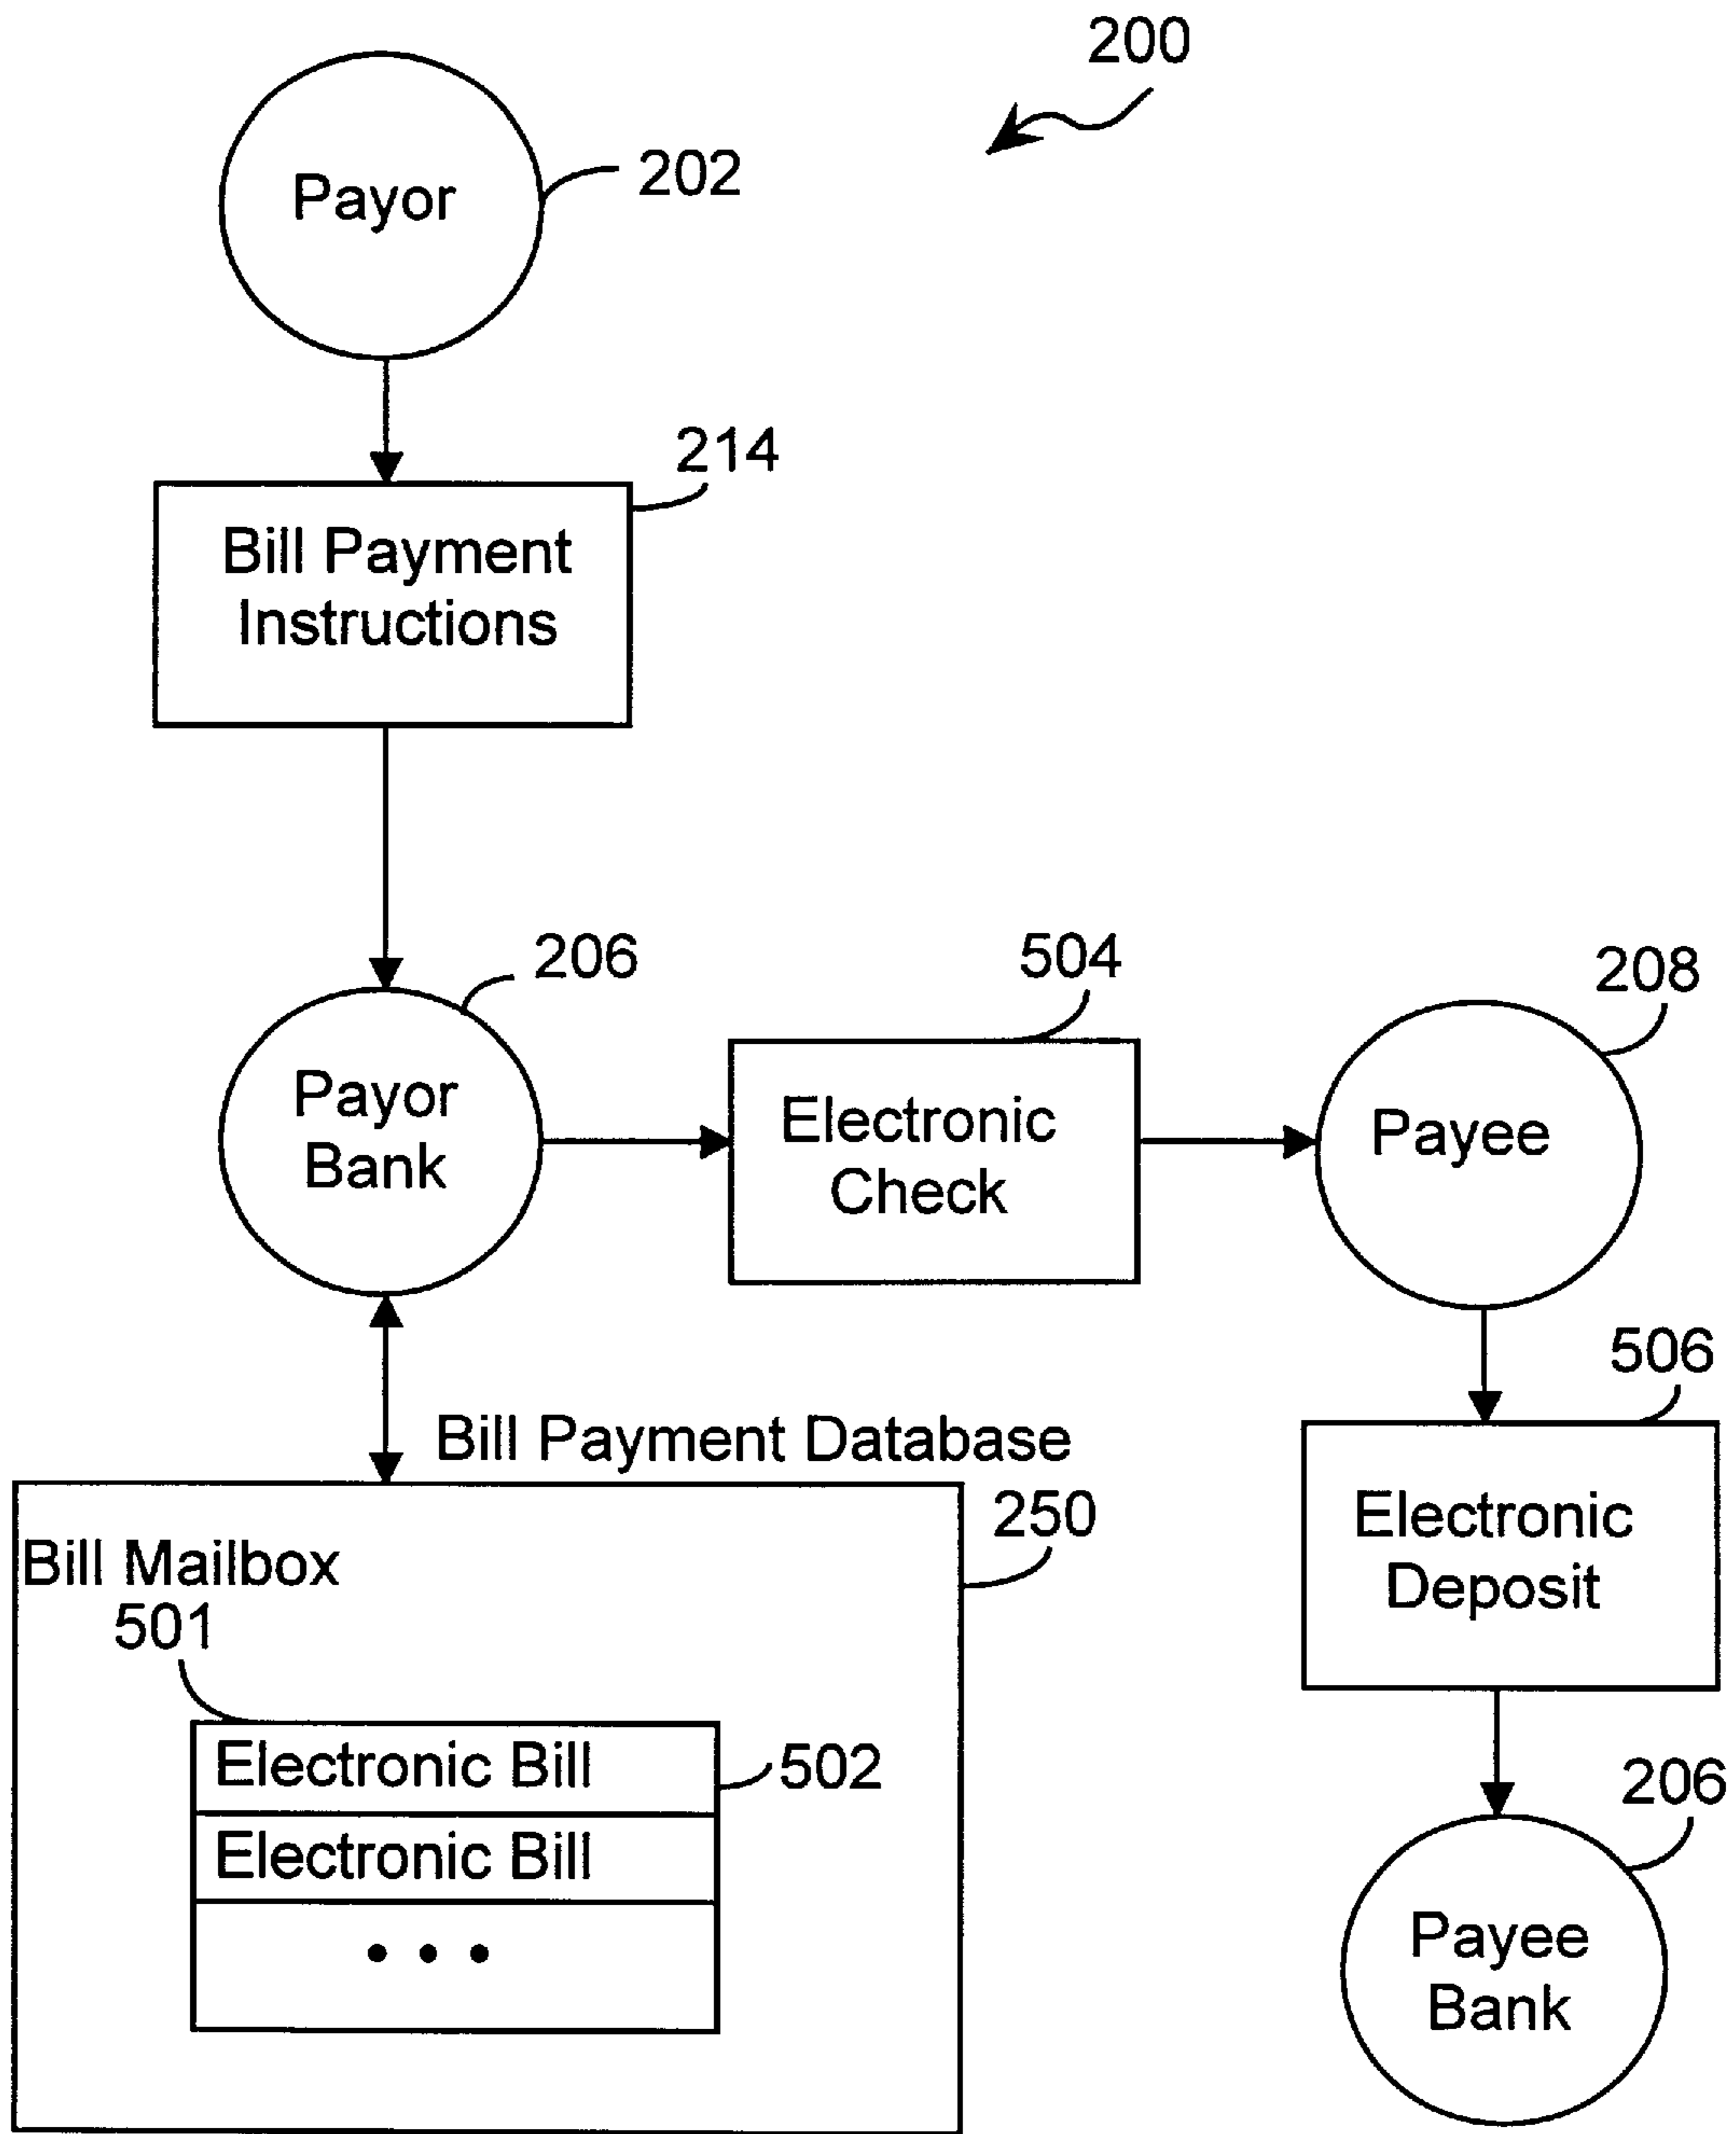 200
Payor
202
214
Bill Payment
Instructions
206
504
208
Payor
Bank
Electronic
Check
Payee
506
Bill Payment Database
250
Electronic
Deposit
Bill Mailbox
501
Electronic Bill
502
Electronic Bill
• • •
206
Payee
Bank